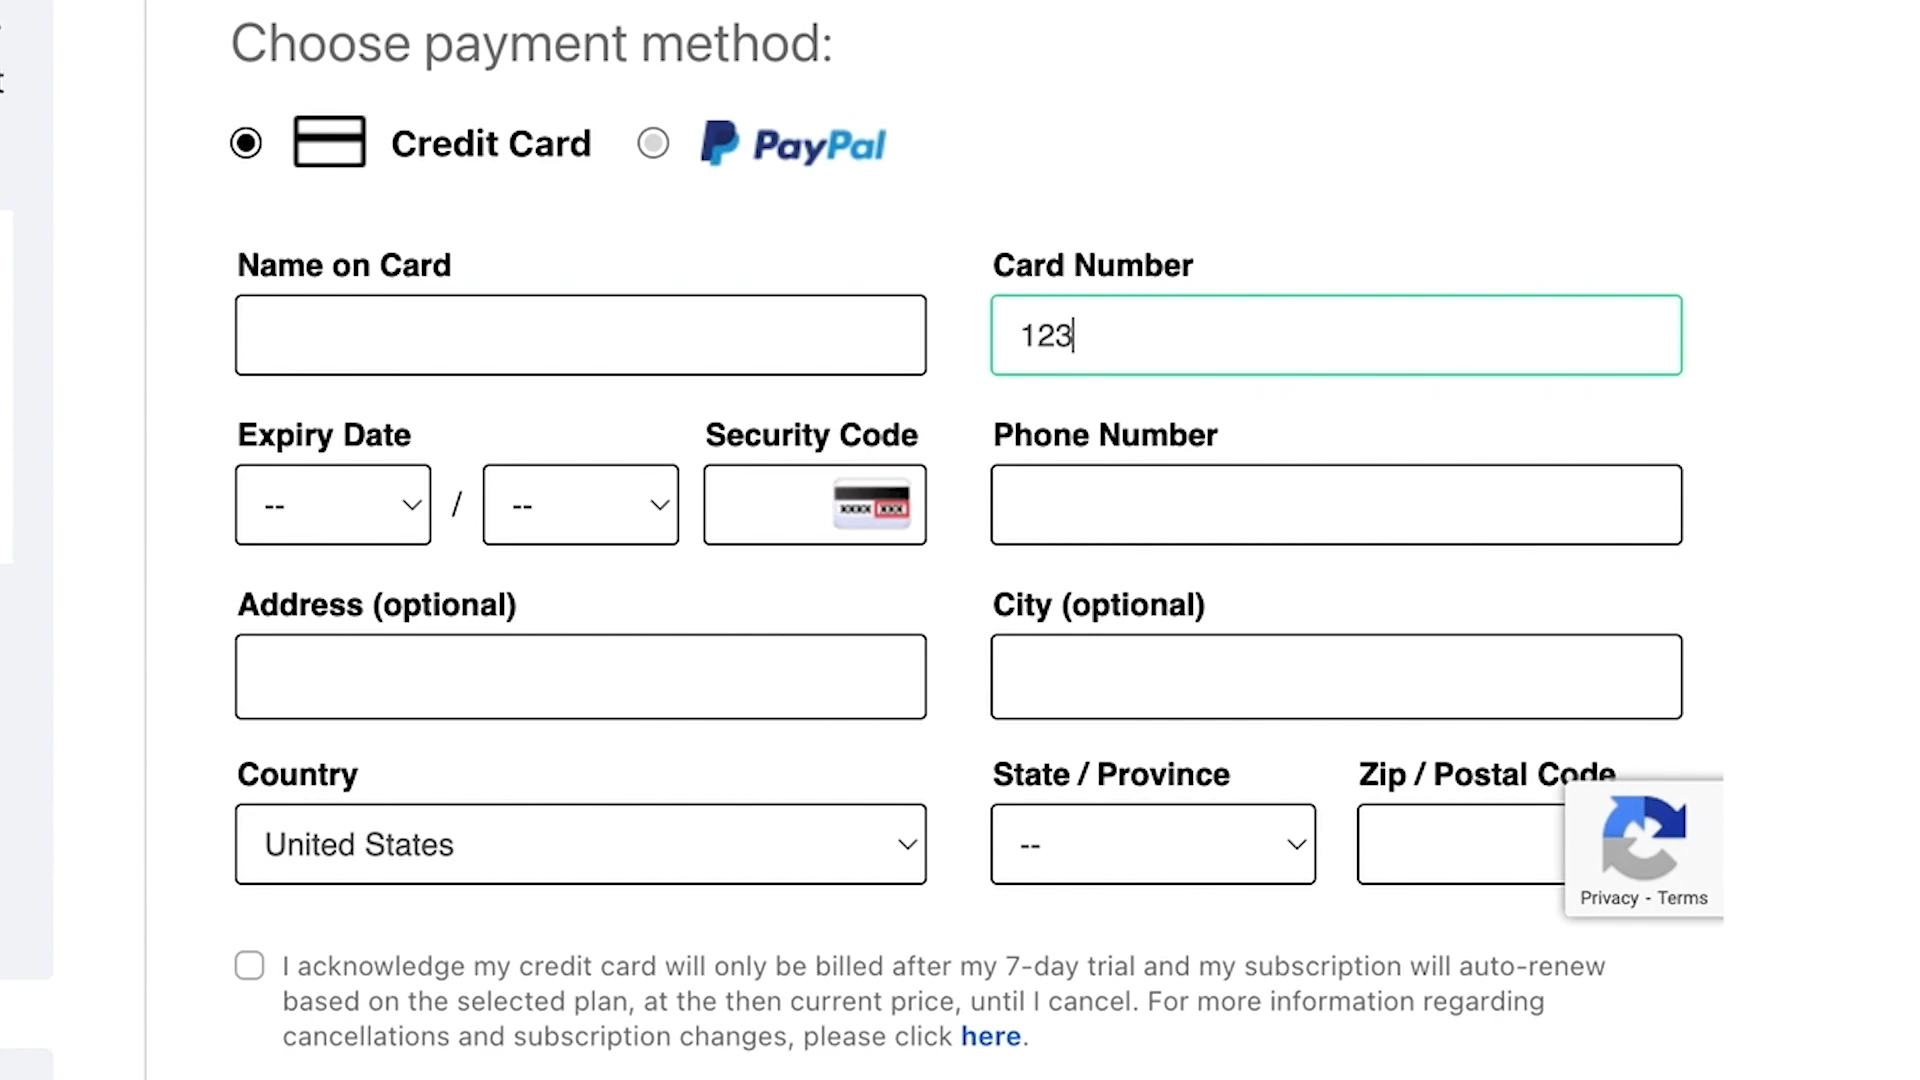 t
Choose payment method:
Credit Card PayPal
Name on Card Card Number
123
Expiry Date Security Code Phone Number
-- / -- XXXX XXX
Address (optional) City (optional)
Country State / Province Zip / Postal Code
United States --
Privacy - Terms
I acknowledge my credit card will only be billed after my 7-day trial and my subscription will auto-renew
based on the selected plan, at the then current price, until I cancel. For more information regarding
cancellations and subscription changes, please click here.